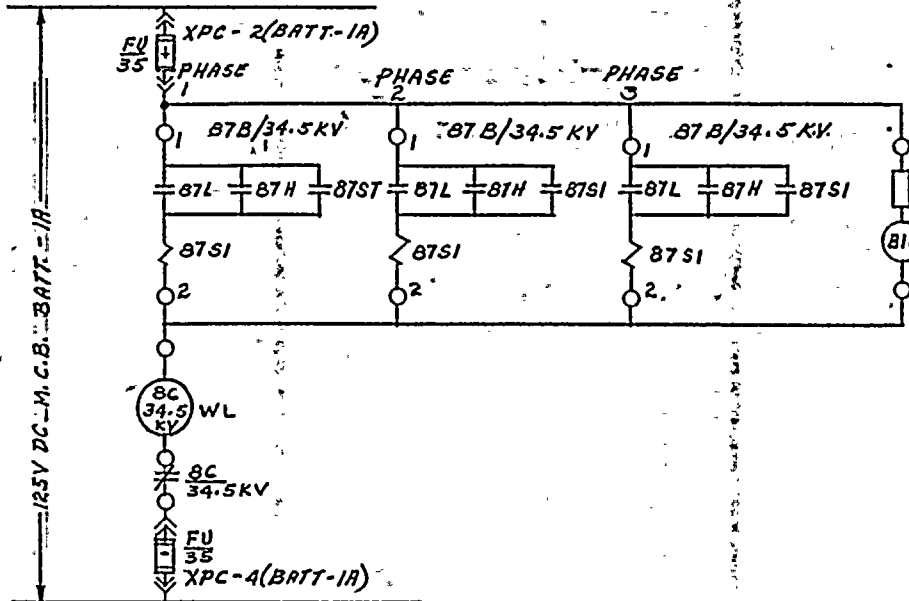 XPC-2(BATT-1A)
FU
35
PHASE
1
PHASE
2
PHASE
3
1
87B/34.5KV
1
87B/34.5KV
1
87B/34.5KV
87L
87H
87ST
87L
87H
87SI
87L
87H
87SI
87SI
87SI
87SI
2
2
2
125V DC M.C.B. BATT.-1A
8C
34.5
KV
WL
8C
34.5KV
FU
35
XPC-4(BATT-1A)